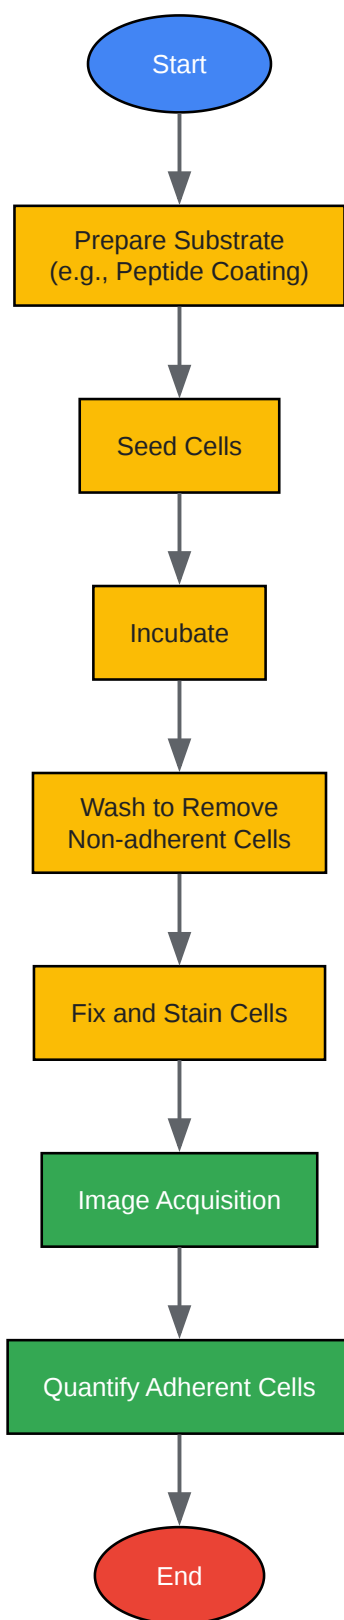 Start
Prepare Substrate
(e.g., Peptide Coating)
Seed Cells
Incubate
Wash to Remove
Non-adherent Cells
Fix and Stain Cells
Image Acquisition
Quantify Adherent Cells
End